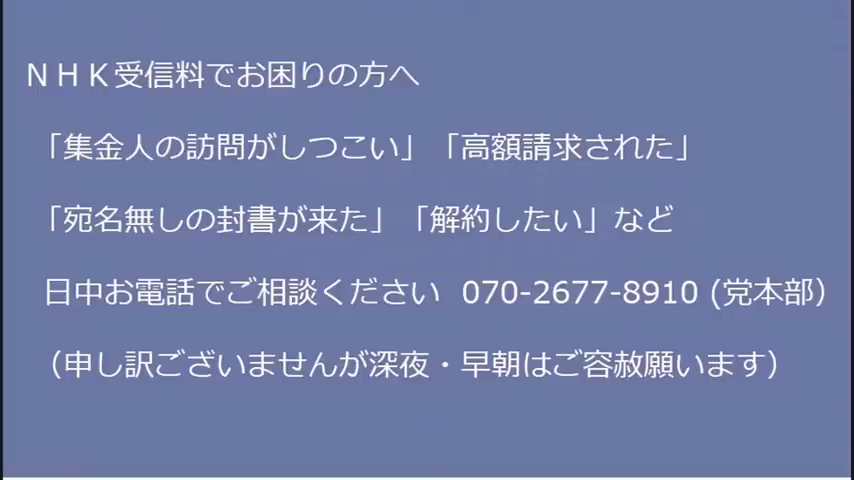 ＮＨＫ受信料でお困りの方へ
「集金人の訪問がしつこい」「高額請求された」
「宛名無しの封書が来た」「解約したい」など
日中お電話でご相談ください 070-2677-8910 (党本部）
（申し訳ございませんが深夜・早朝はご容赦願います）